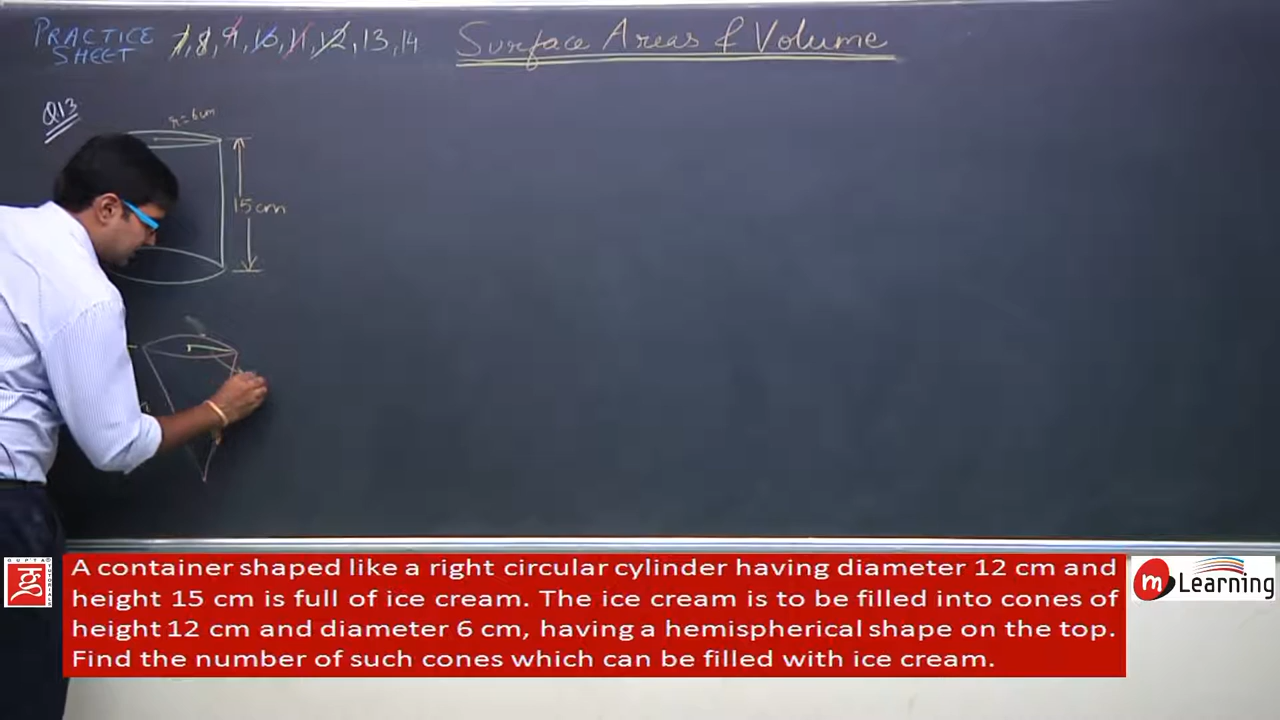 PRACTICE SHEET 7, 8, 9, 10, 11, 12, 13, 14
Surface Areas & Volume
Q13
r=6cm
15cm
A container shaped like a right circular cylinder having diameter 12 cm and
height 15 cm is full of ice cream. The ice cream is to be filled into cones of
height 12 cm and diameter 6 cm, having a hemispherical shape on the top.
Find the number of such cones which can be filled with ice cream.
GUPTA
TUTORIALS
ग
m Learning